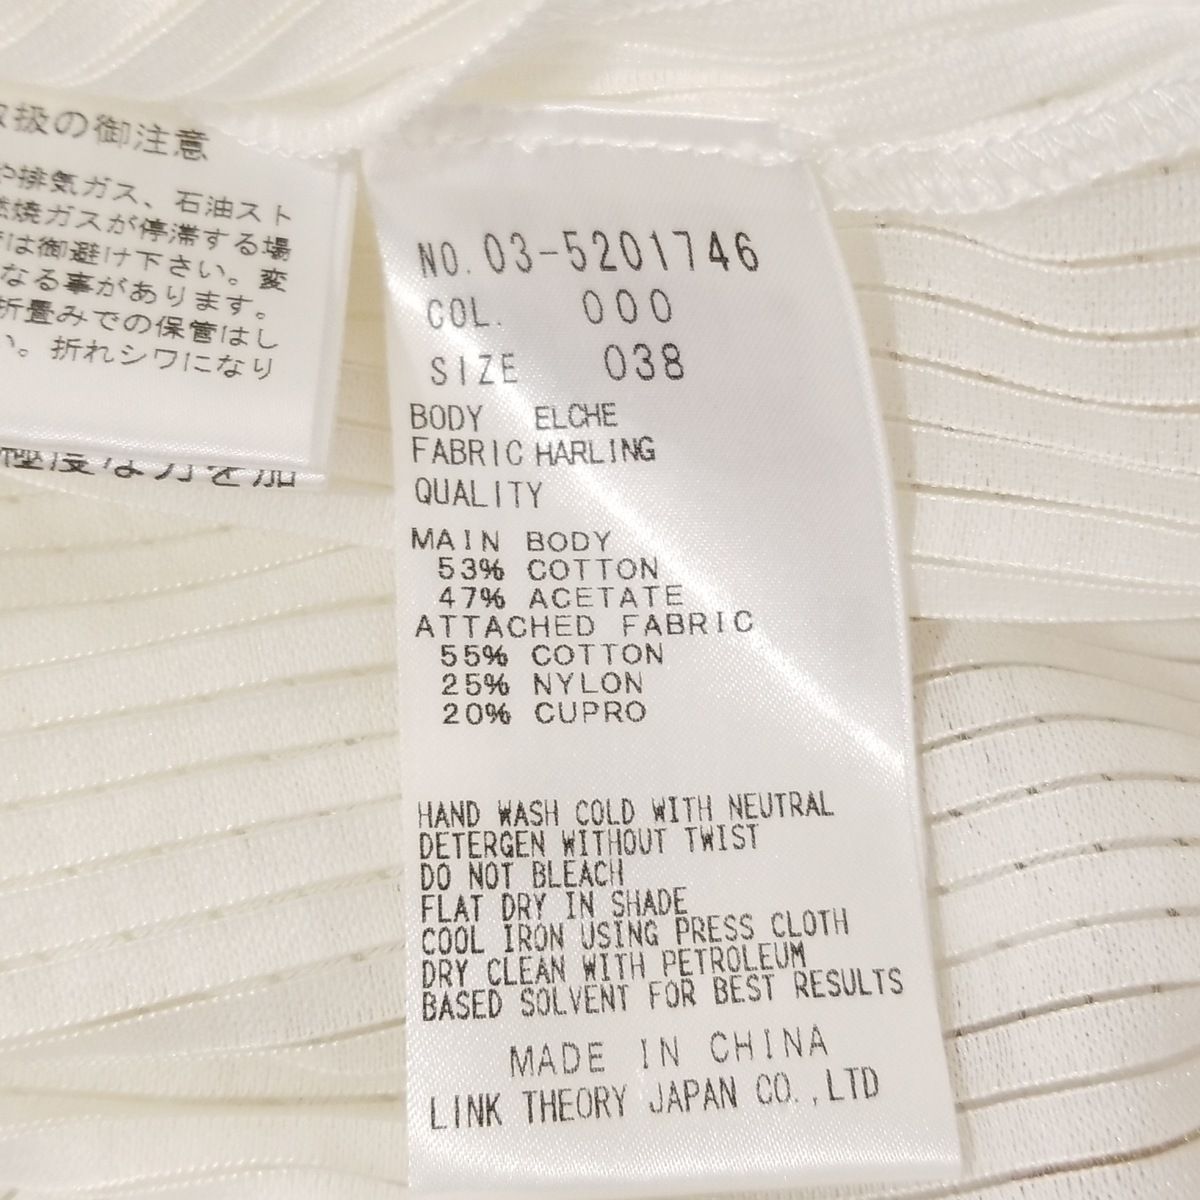 扱の御注意
や排気ガス、石油スト
燃焼ガスが停滞する場
は御避け下さい。変
なる事があります。
折畳みでの保管はし
い。折れシワになり
極度な力を加
NO. 03-5201746
COL. 000
SIZE 038
BODY ELCHE
FABRIC HARLING
QUALITY
MAIN BODY
53% COTTON
47% ACETATE
ATTACHED FABRIC
55% COTTON
25% NYLON
20% CUPRO
HAND WASH COLD WITH NEUTRAL
DETERGEN WITHOUT TWIST
DO NOT BLEACH
FLAT DRY IN SHADE
COOL IRON USING PRESS CLOTH
DRY CLEAN WITH PETROLEUM
BASED SOLVENT FOR BEST RESULTS
MADE IN CHINA
LINK THEORY JAPAN CO.,LTD